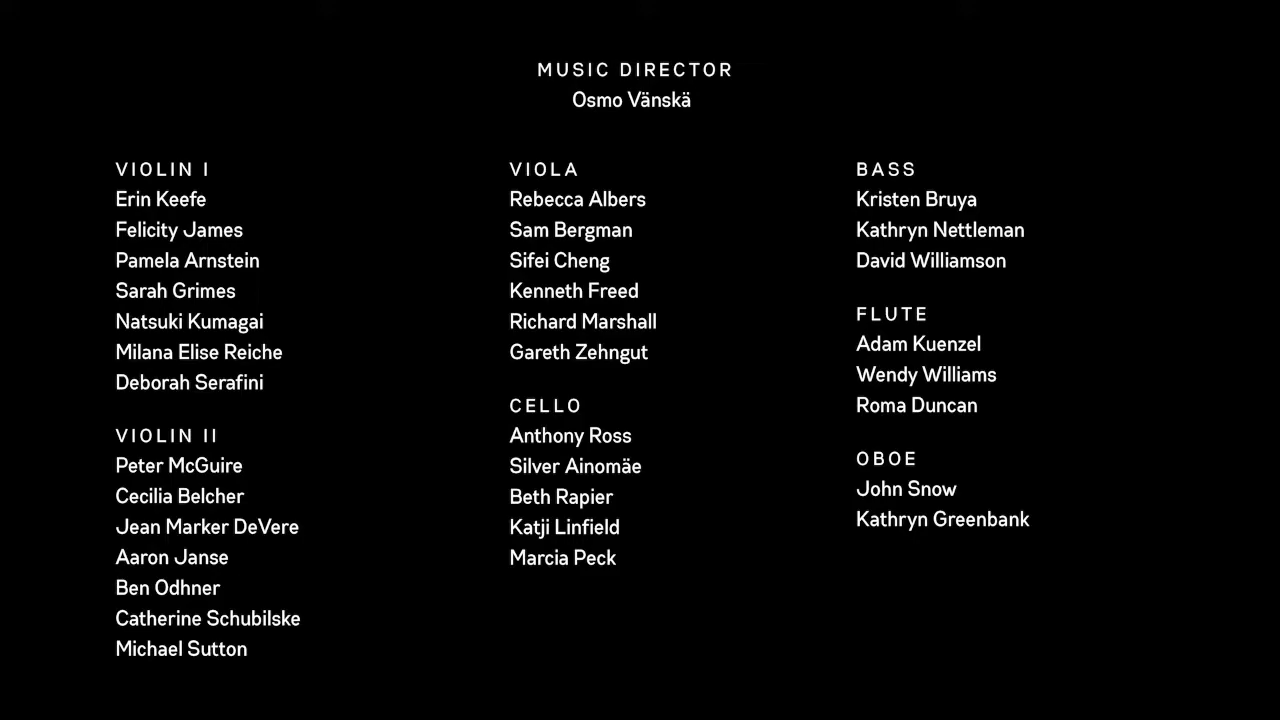 MUSIC DIRECTOR
Osmo Vänskä
VIOLIN I
Erin Keefe
Felicity James
Pamela Arnstein
Sarah Grimes
Natsuki Kumagai
Milana Elise Reiche
Deborah Serafini
VIOLIN II
Peter McGuire
Cecilia Belcher
Jean Marker DeVere
Aaron Janse
Ben Odhner
Catherine Schubilske
Michael Sutton
VIOLA
Rebecca Albers
Sam Bergman
Sifei Cheng
Kenneth Freed
Richard Marshall
Gareth Zehngut
CELLO
Anthony Ross
Silver Ainomäe
Beth Rapier
Katji Linfield
Marcia Peck
BASS
Kristen Bruya
Kathryn Nettleman
David Williamson
FLUTE
Adam Kuenzel
Wendy Williams
Roma Duncan
OBOE
John Snow
Kathryn Greenbank